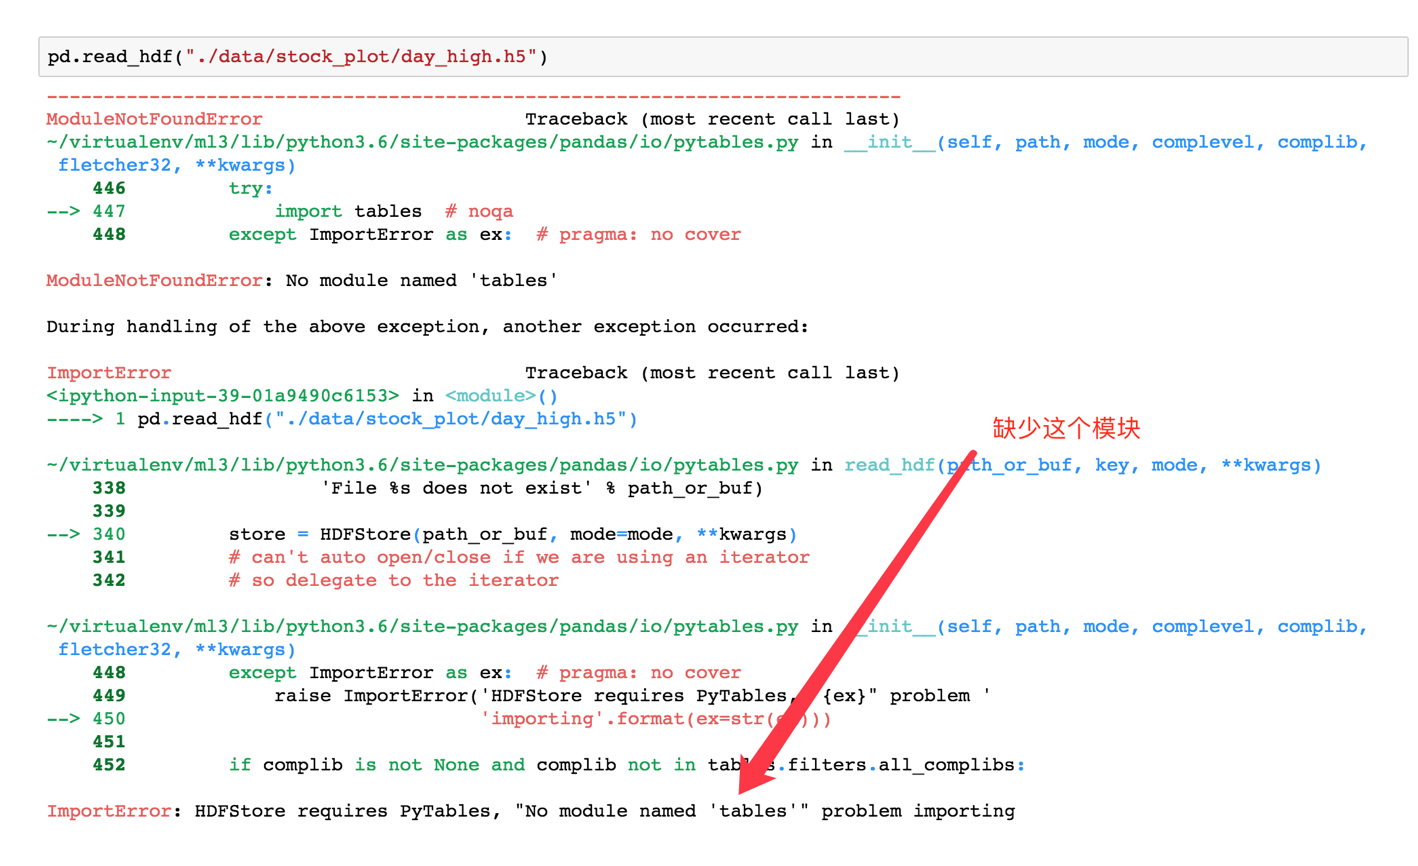 pd.read_hdf("./data/stock_plot/day_high.h5")
---------------------------------------------------------------------------
ModuleNotFoundError                       Traceback (most recent call last)
~/virtualenv/ml3/lib/python3.6/site-packages/pandas/io/pytables.py in __init__(self, path, mode, complevel, complib,
 fletcher32, **kwargs)
    446         try:
--> 447             import tables  # noqa
    448         except ImportError as ex:  # pragma: no cover
ModuleNotFoundError: No module named 'tables'
During handling of the above exception, another exception occurred:
ImportError                               Traceback (most recent call last)
<ipython-input-39-01a9490c6153> in <module>()
----> 1 pd.read_hdf("./data/stock_plot/day_high.h5")
缺少这个模块
~/virtualenv/ml3/lib/python3.6/site-packages/pandas/io/pytables.py in read_hdf(path_or_buf, key, mode, **kwargs)
    338                 'File %s does not exist' % path_or_buf)
    339
--> 340         store = HDFStore(path_or_buf, mode=mode, **kwargs)
    341         # can't auto open/close if we are using an iterator
    342         # so delegate to the iterator
~/virtualenv/ml3/lib/python3.6/site-packages/pandas/io/pytables.py in __init__(self, path, mode, complevel, complib,
 fletcher32, **kwargs)
    448         except ImportError as ex:  # pragma: no cover
    449             raise ImportError('HDFStore requires PyTables, {ex}" problem '
--> 450                               'importing'.format(ex=str(ex)))
    451
    452         if complib is not None and complib not in tables.filters.all_complibs:
ImportError: HDFStore requires PyTables, "No module named 'tables'" problem importing